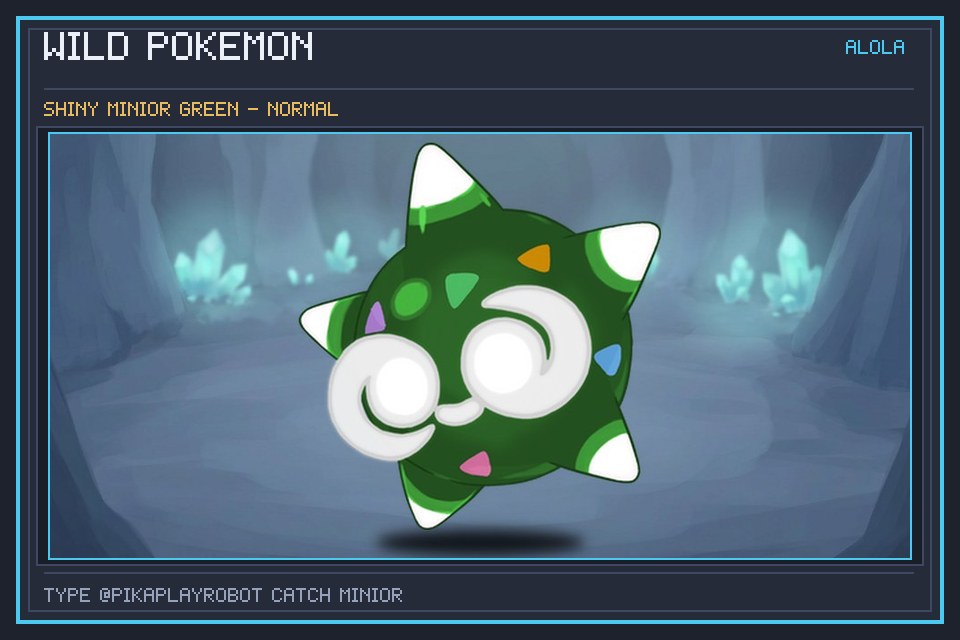 WILD POKEMON
ALOLA
SHINY MINIOR GREEN - NORMAL
TYPE @PIKAPLAYROBOT CATCH MINIOR